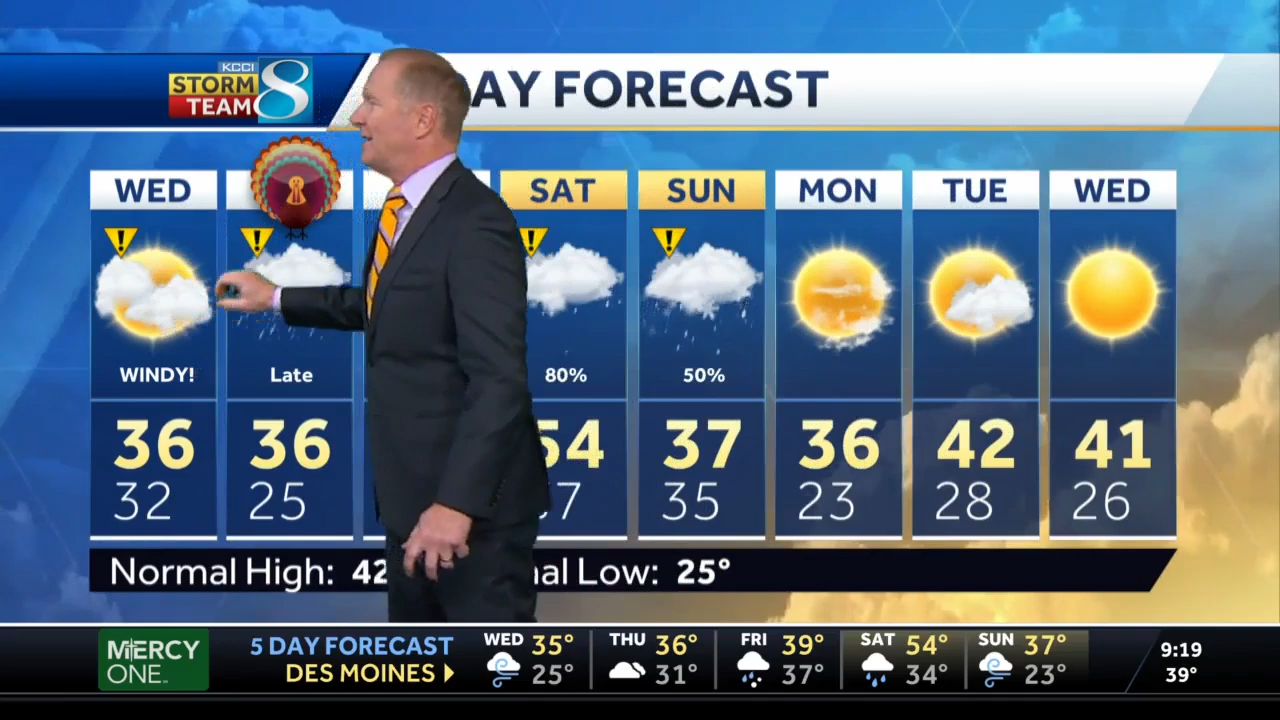 KCCI
STORM
TEAM 8
AY FORECAST
WED
SAT
SUN
MON
TUE
WED
WINDY!
Late
80%
50%
36
36
54
37
36
42
41
32
25
7
35
23
28
26
Normal High: 42
al Low: 25°
MERCY
ONE
5 DAY FORECAST
DES MOINES
WED 35° 25°
THU 36° 31°
FRI 39° 37°
SAT 54° 34°
SUN 37° 23°
9:19
39°